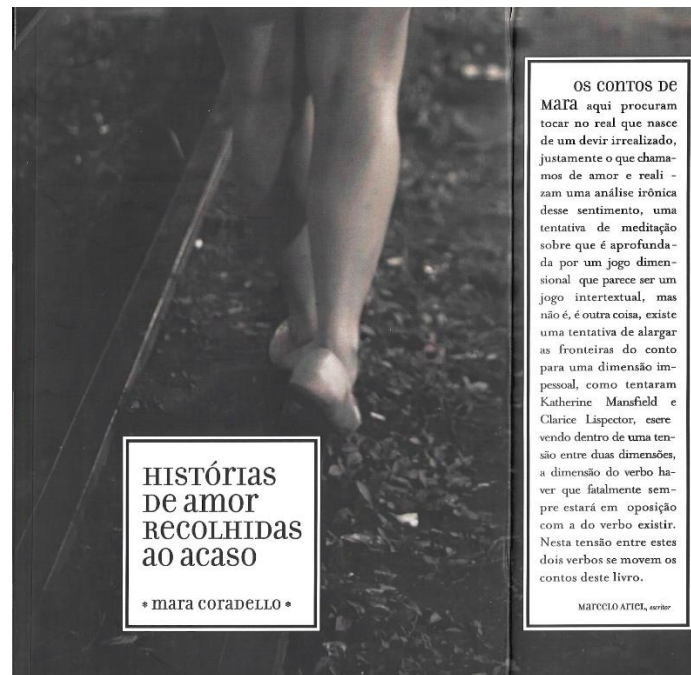 HISTÓRIAS
DE amor
RECOLHIDAS
ao acaso
* mara CORADELLO *
OS CONTOS DE
MARA aqui procuram
tocar no real que nasce
de um devir irrealizado,
justamente o que chama-
mos de amor e reali -
zam uma análise irônica
desse sentimento, uma
tentativa de meditação
sobre que é aprofunda-
da por um jogo dimen-
sional que parece ser um
jogo intertextual, mas
não é, é outra coisa, existe
uma tentativa de alargar
as fronteiras do conto
para uma dimensão im-
pessoal, como tentaram
Katherine Mansfield e
Clarice Lispector, escre
vendo dentro de uma ten-
são entre duas dimensões,
a dimensão do verbo ha-
ver que fatalmente sem-
pre estará em oposição
com a do verbo existir.
Nesta tensão entre estes
dois verbos se movem os
contos deste livro.
MARCELO ARIEL, escritor